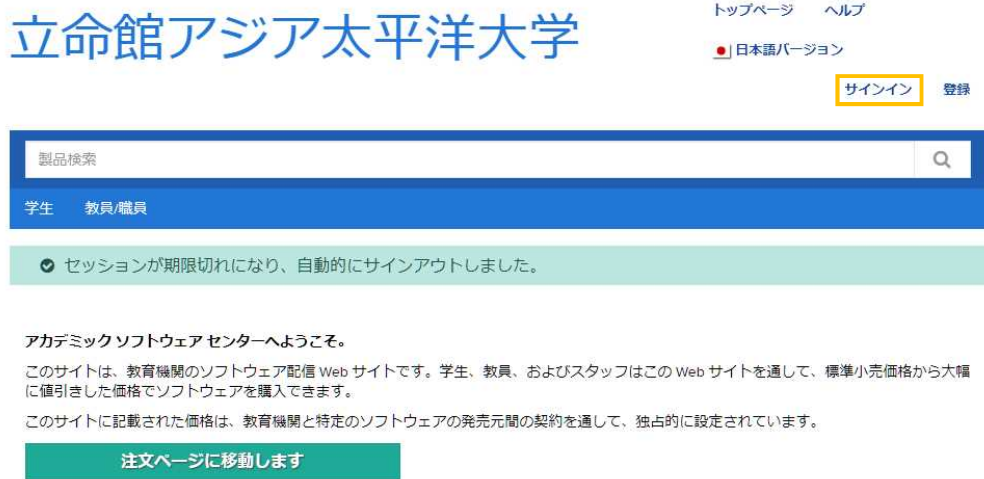 立命館アジア太平洋大学
トップページ ヘルプ
日本語バージョン
サインイン 登録
製品検索
学生 教員/職員
セッションが期限切れになり、自動的にサインアウトしました。
アカデミック ソフトウェア センターへようこそ。
このサイトは、教育機関のソフトウェア配信 Web サイトです。学生、教員、およびスタッフはこの Web サイトを通して、標準小売価格から大幅
に値引きした価格でソフトウェアを購入できます。
このサイトに記載された価格は、教育機関と特定のソフトウェアの発売元間の契約を通して、独占的に設定されています。
注文ページに移動します